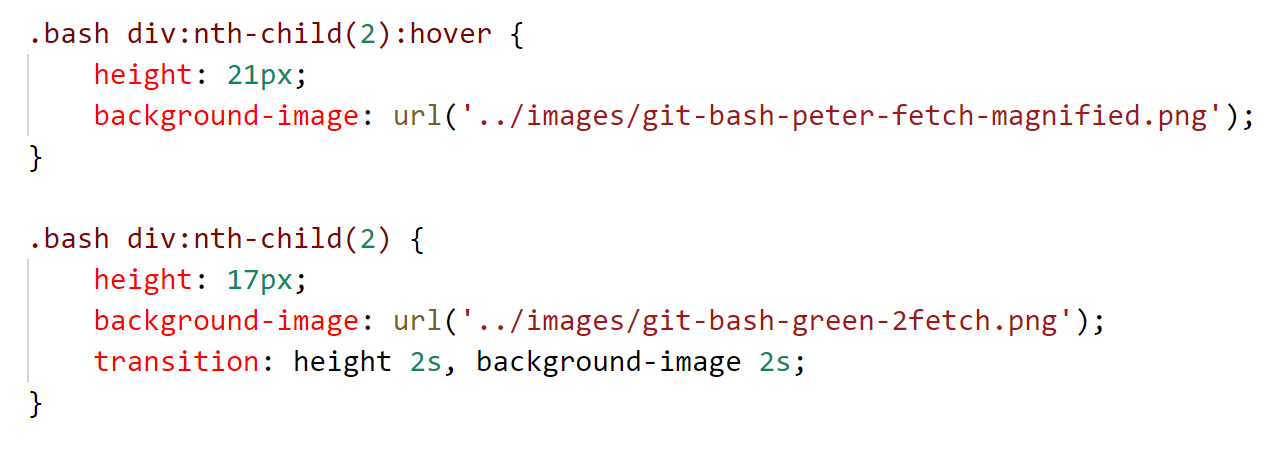 .bash div:nth-child(2):hover {
    height: 21px;
    background-image: url('../images/git-bash-peter-fetch-magnified.png');
}

.bash div:nth-child(2) {
    height: 17px;
    background-image: url('../images/git-bash-green-2fetch.png');
    transition: height 2s, background-image 2s;
}